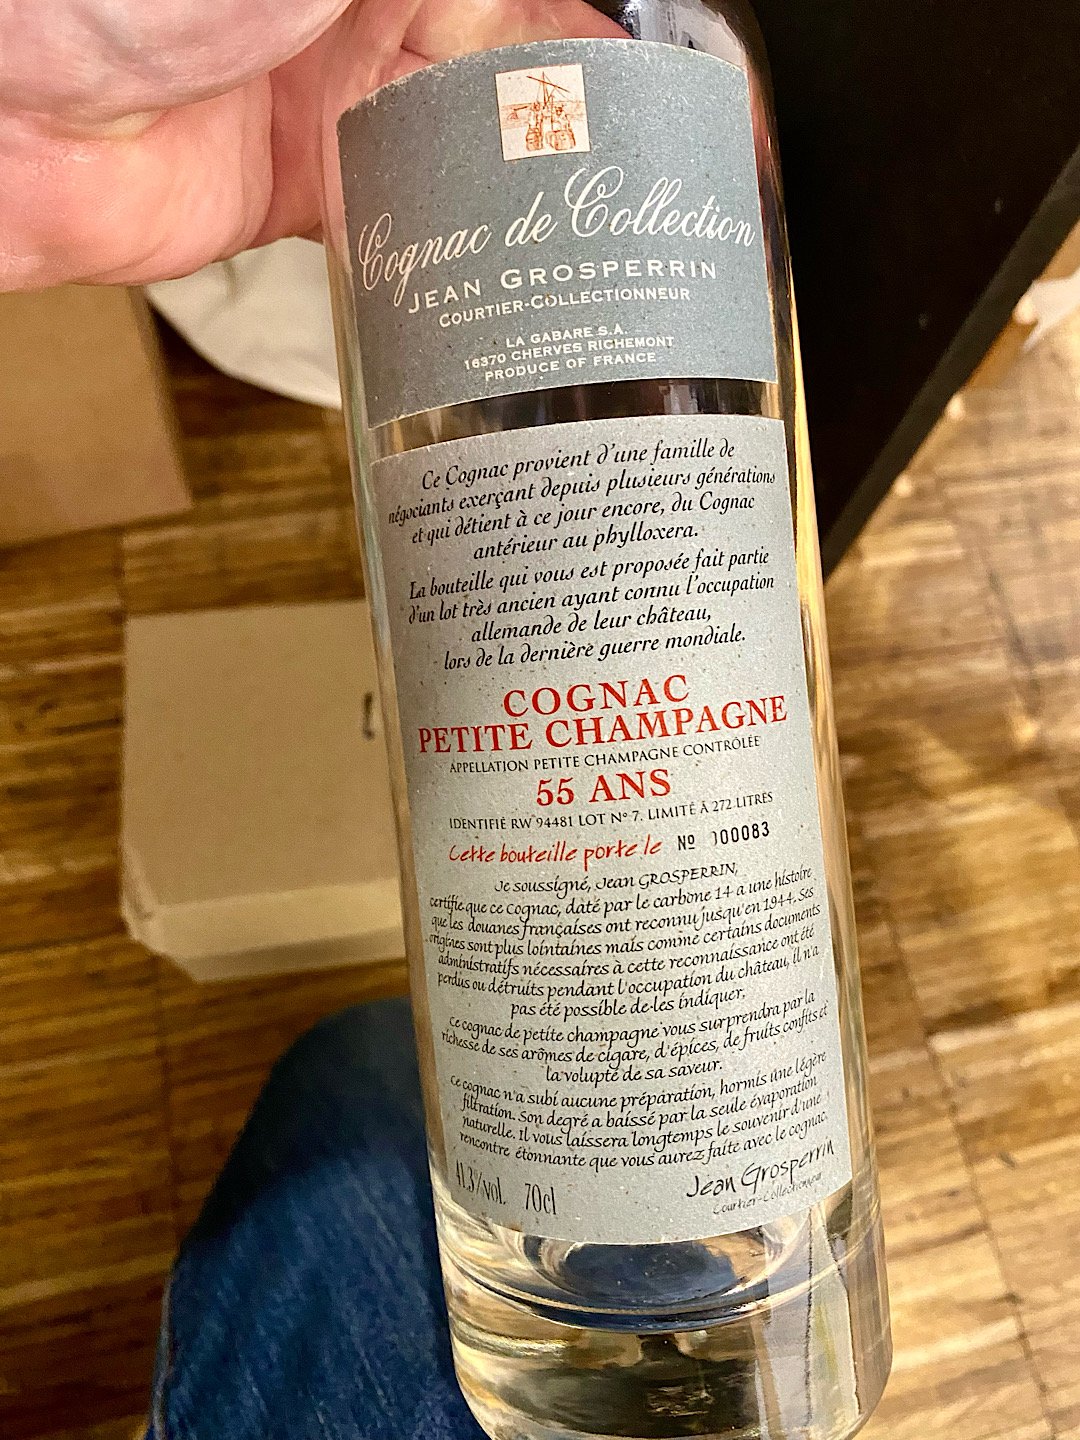 Cognac de Collection
JEAN GROSPERRIN
COURTIER-COLLECTIONNEUR
LA GABARE S.A.
16370 CHERVES RICHEMONT
PRODUCE OF FRANCE
Ce Cognac provient d'une famille de
négociants exerçant depuis plusieurs générations
et qui détient à ce jour encore, du Cognac
antérieur au phylloxera.
La bouteille qui vous est proposée fait partie
d'un lot très ancien ayant connu l'occupation
allemande de leur château,
lors de la dernière guerre mondiale.
COGNAC
PETITE CHAMPAGNE
APPELLATION PETITE CHAMPAGNE CONTRÔLÉE
55 ANS
IDENTIFIÉ RW 94481 LOT N° 7. LIMITÉ À 272 LITRES
Cette bouteille porte le Nº 000083
Je soussigné, Jean GROSPERRIN,
certifie que ce cognac, daté par le carbone 14 a une histoire
que les douanes françaises ont reconnu jusqu'en 1944. Ses
origines sont plus lointaines mais comme certains documents
administratifs nécessaires à cette reconnaissance ont été
perdus ou détruits pendant l'occupation du château, il n'a
pas été possible de les indiquer.
Ce cognac de petite champagne vous surprendra par la
richesse de ses arômes de cigare, d'épices, de fruits confits et
la volupté de sa saveur.
Ce cognac n'a subi aucune préparation, hormis une légère
filtration. Son degré a baissé par la seule évaporation
naturelle. Il vous laissera longtemps le souvenir d'une
rencontre étonnante que vous aurez faite avec le cognac.
41.3%vol. 70cl
Jean Grosperrin
Courtier-Collectionneur